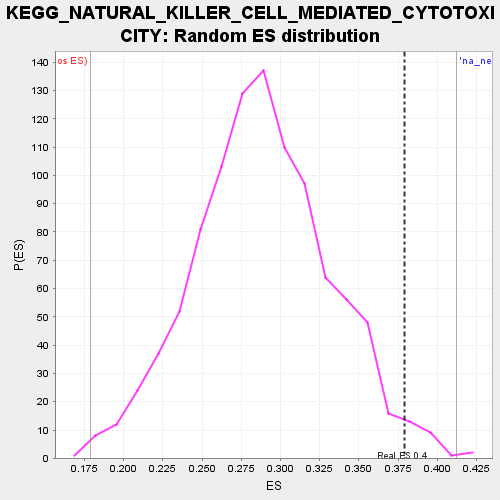 KEGG_NATURAL_KILLER_CELL_MEDIATED_CYTOTOXI
CITY: Random ES distribution
os ES)
'na_ne
P(ES)
140
130
120
110
100
90
80
70
60
50
40
30
20
10
0
Real ES 0.4
0.175 0.200 0.225 0.250 0.275 0.300 0.325 0.350 0.375 0.400 0.425
ES